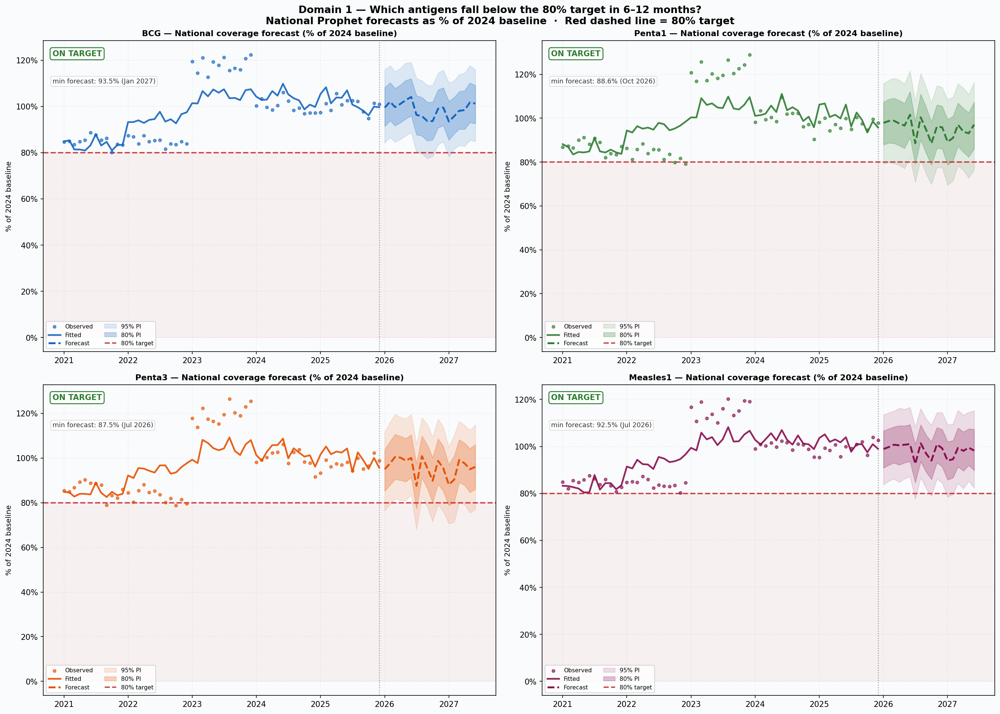 Domain 1 — Which antigens fall below the 80% target in 6–12 months?
National Prophet forecasts as % of 2024 baseline · Red dashed line = 80% target
BCG — National coverage forecast (% of 2024 baseline)
ON TARGET
min forecast: 93.5% (Jan 2027)
% of 2024 baseline
120%
100%
80%
60%
40%
20%
0%
Observed
Fitted
Forecast
95% PI
80% PI
80% target
2021 2022 2023 2024 2025 2026 2027
Penta1 — National coverage forecast (% of 2024 baseline)
ON TARGET
min forecast: 88.6% (Oct 2026)
% of 2024 baseline
120%
100%
80%
60%
40%
20%
0%
Observed
Fitted
Forecast
95% PI
80% PI
80% target
2021 2022 2023 2024 2025 2026 2027
Penta3 — National coverage forecast (% of 2024 baseline)
ON TARGET
min forecast: 87.5% (Jul 2026)
% of 2024 baseline
120%
100%
80%
60%
40%
20%
0%
Observed
Fitted
Forecast
95% PI
80% PI
80% target
2021 2022 2023 2024 2025 2026 2027
Measles1 — National coverage forecast (% of 2024 baseline)
ON TARGET
min forecast: 92.5% (Jul 2026)
% of 2024 baseline
120%
100%
80%
60%
40%
20%
0%
Observed
Fitted
Forecast
95% PI
80% PI
80% target
2021 2022 2023 2024 2025 2026 2027